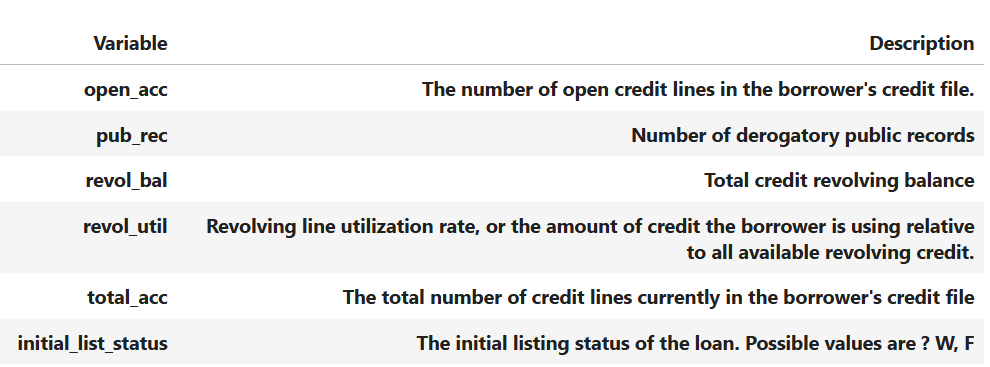 Variable Description
open_acc The number of open credit lines in the borrower's credit file.
pub_rec Number of derogatory public records
revol_bal Total credit revolving balance
revol_util Revolving line utilization rate, or the amount of credit the borrower is using relative
to all available revolving credit.
total_acc The total number of credit lines currently in the borrower's credit file
initial_list_status The initial listing status of the loan. Possible values are ? W, F